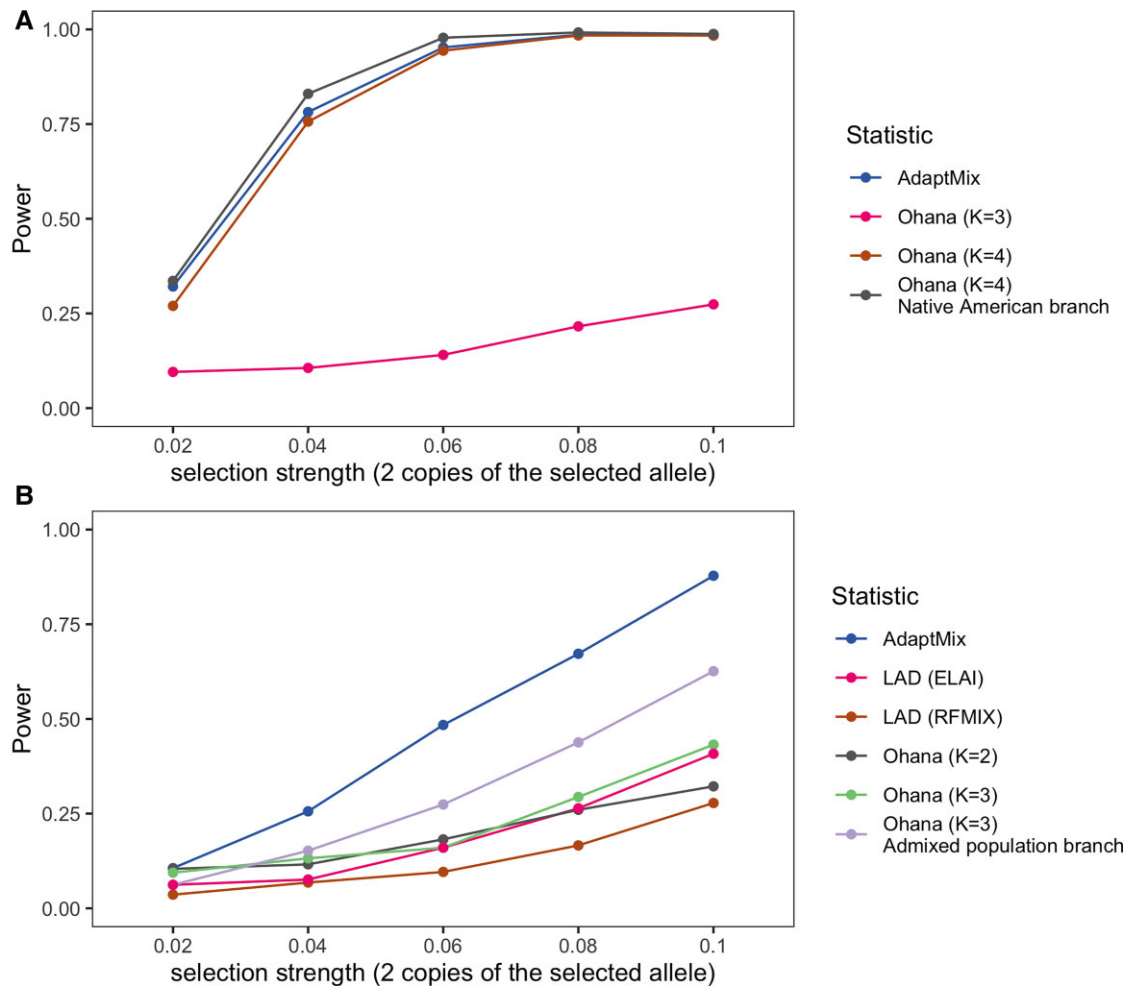 A
1.00
0.75
0.50
0.25
0.00
Power
0.02 0.04 0.06 0.08 0.1
selection strength (2 copies of the selected allele)
Statistic
AdaptMix
Ohana (K=3)
Ohana (K=4)
Ohana (K=4)
Native American branch
B
1.00
0.75
0.50
0.25
0.00
Power
0.02 0.04 0.06 0.08 0.1
selection strength (2 copies of the selected allele)
Statistic
AdaptMix
LAD (ELAI)
LAD (RFMIX)
Ohana (K=2)
Ohana (K=3)
Ohana (K=3)
Admixed population branch